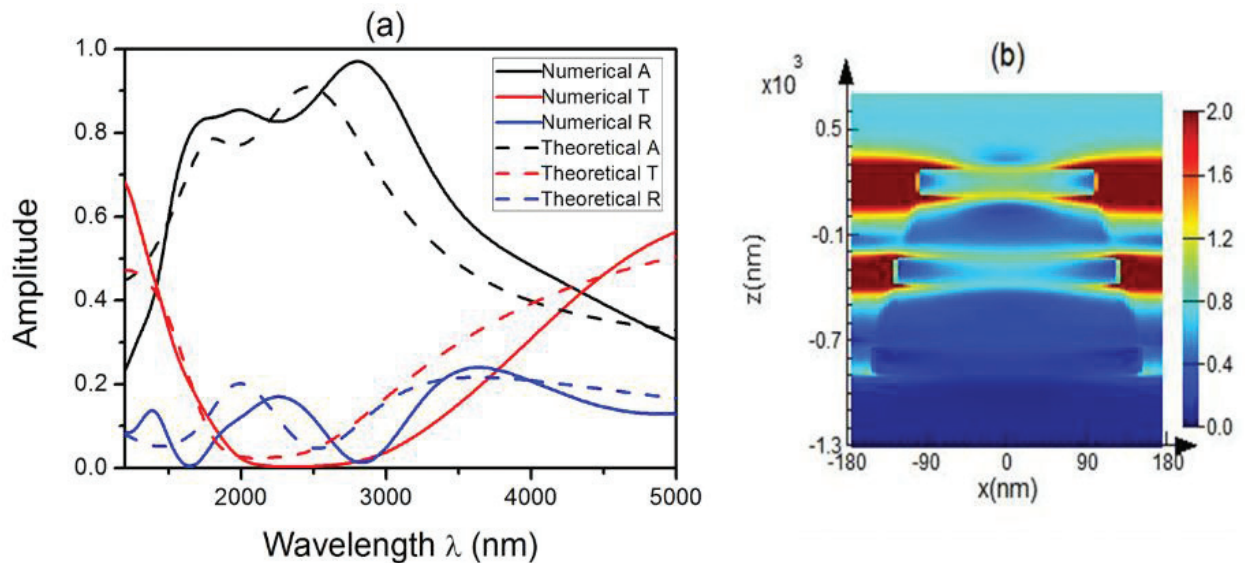 (a)
1.0
0.8
0.6
0.4
0.2
0.0
Amplitude
2000 3000 4000 5000
Wavelength λ (nm)
Numerical A
Numerical T
Numerical R
Theoretical A
Theoretical T
Theoretical R
(b)
x10³
0.5
-0.1
-0.7
-1.3
z(nm)
-180 -90 0 90 180
x(nm)
2.0
1.6
1.2
0.8
0.4
0.0